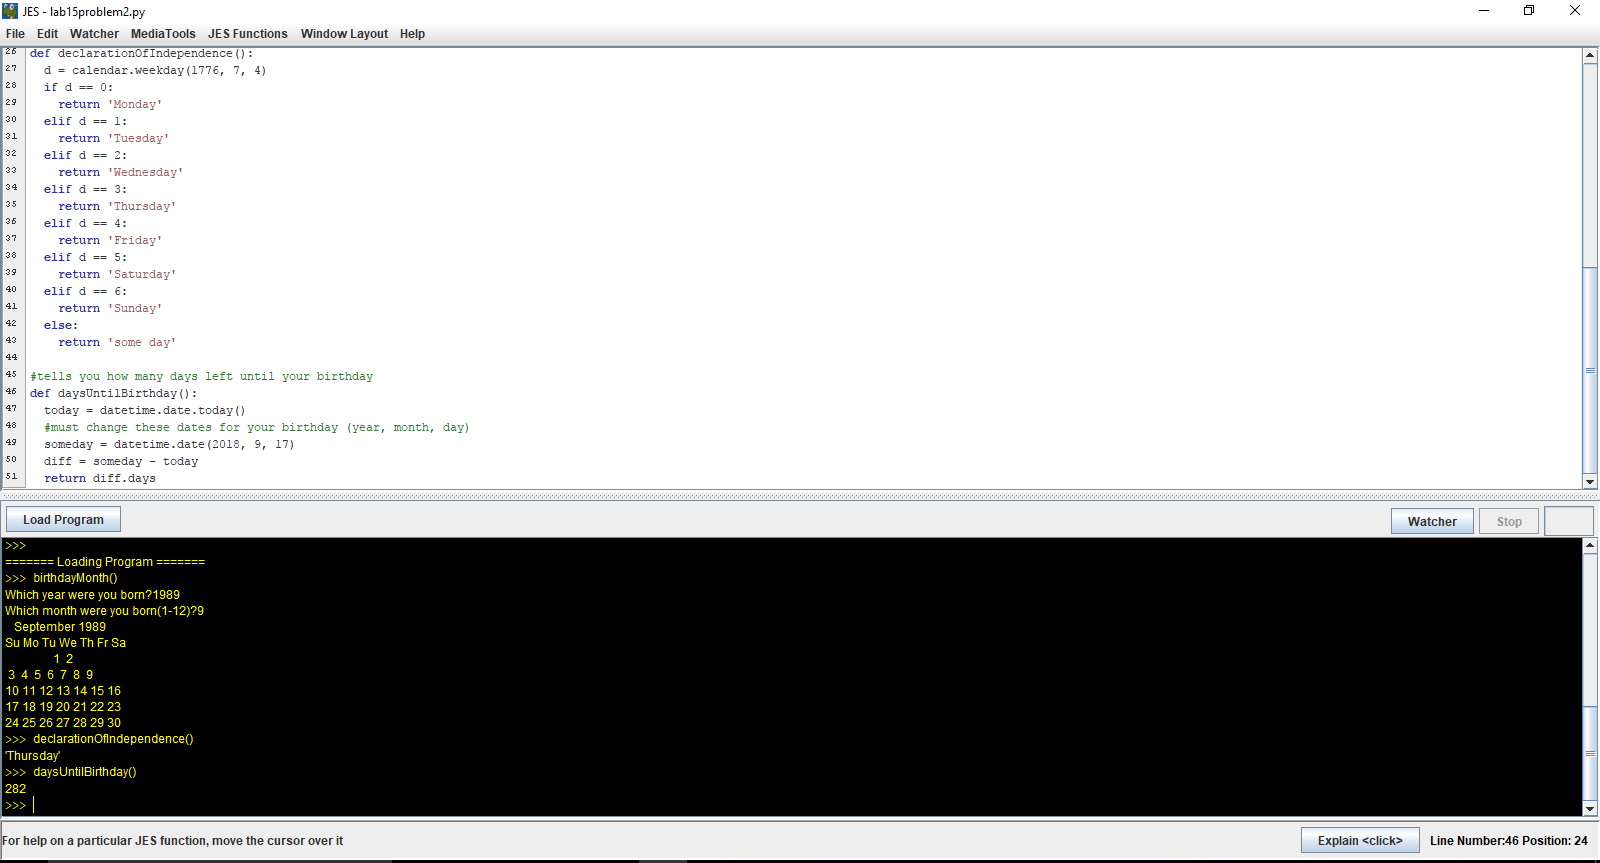 JES - lab15problem2.py
File Edit Watcher MediaTools JES Functions Window Layout Help
26 def declarationOfIndependence():
27   d = calendar.weekday(1776, 7, 4)
28   if d == 0:
29     return 'Monday'
30   elif d == 1:
31     return 'Tuesday'
32   elif d == 2:
33     return 'Wednesday'
34   elif d == 3:
35     return 'Thursday'
36   elif d == 4:
37     return 'Friday'
38   elif d == 5:
39     return 'Saturday'
40   elif d == 6:
41     return 'Sunday'
42   else:
43     return 'some day'
44
45 #tells you how many days left until your birthday
46 def daysUntilBirthday():
47   today = datetime.date.today()
48   #must change these dates for your birthday (year, month, day)
49   someday = datetime.date(2018, 9, 17)
50   diff = someday - today
51   return diff.days
Load Program Watcher Stop
>>>
======= Loading Program =======
>>> birthdayMonth()
Which year were you born?1989
Which month were you born(1-12)?9
September 1989
Su Mo Tu We Th Fr Sa
1 2
3 4 5 6 7 8 9
10 11 12 13 14 15 16
17 18 19 20 21 22 23
24 25 26 27 28 29 30
>>> declarationOfIndependence()
'Thursday'
>>> daysUntilBirthday()
282
>>>
For help on a particular JES function, move the cursor over it Explain <click> Line Number:46 Position: 24